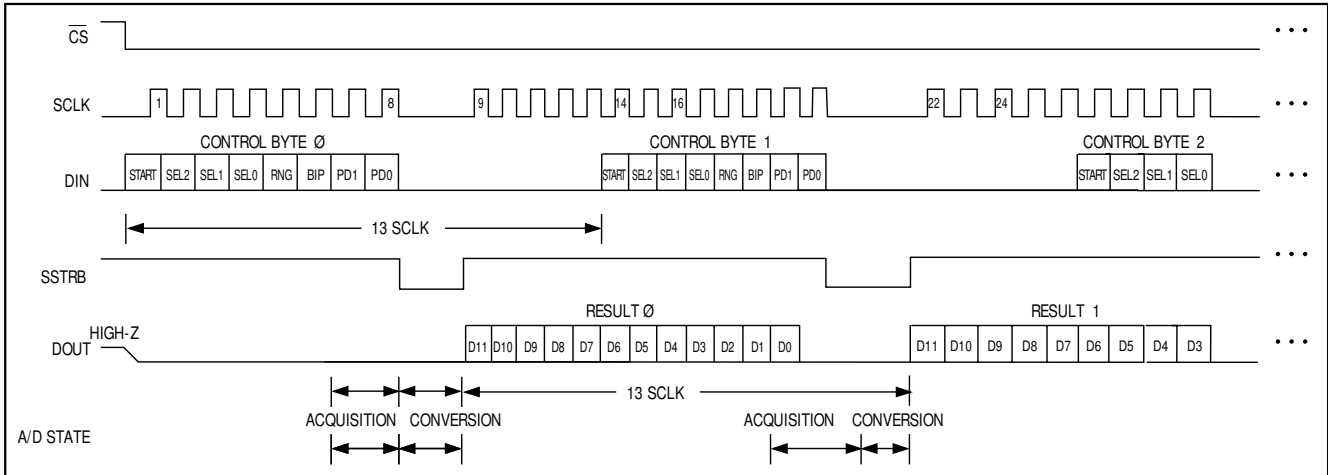 CS • • •
SCLK 1 8 9 14 16 22 24 • • •
CONTROL BYTE Ø CONTROL BYTE 1 CONTROL BYTE 2
DIN START SEL2 SEL1 SEL0 RNG BIP PD1 PD0 START SEL2 SEL1 SEL0 RNG BIP PD1 PD0 START SEL2 SEL1 SEL0 • • •
13 SCLK
SSTRB • • •
RESULT Ø RESULT 1
HIGH-Z
DOUT D11 D10 D9 D8 D7 D6 D5 D4 D3 D2 D1 D0 D11 D10 D9 D8 D7 D6 D5 D4 D3 • • •
13 SCLK
ACQUISITION CONVERSION ACQUISITION CONVERSION
A/D STATE